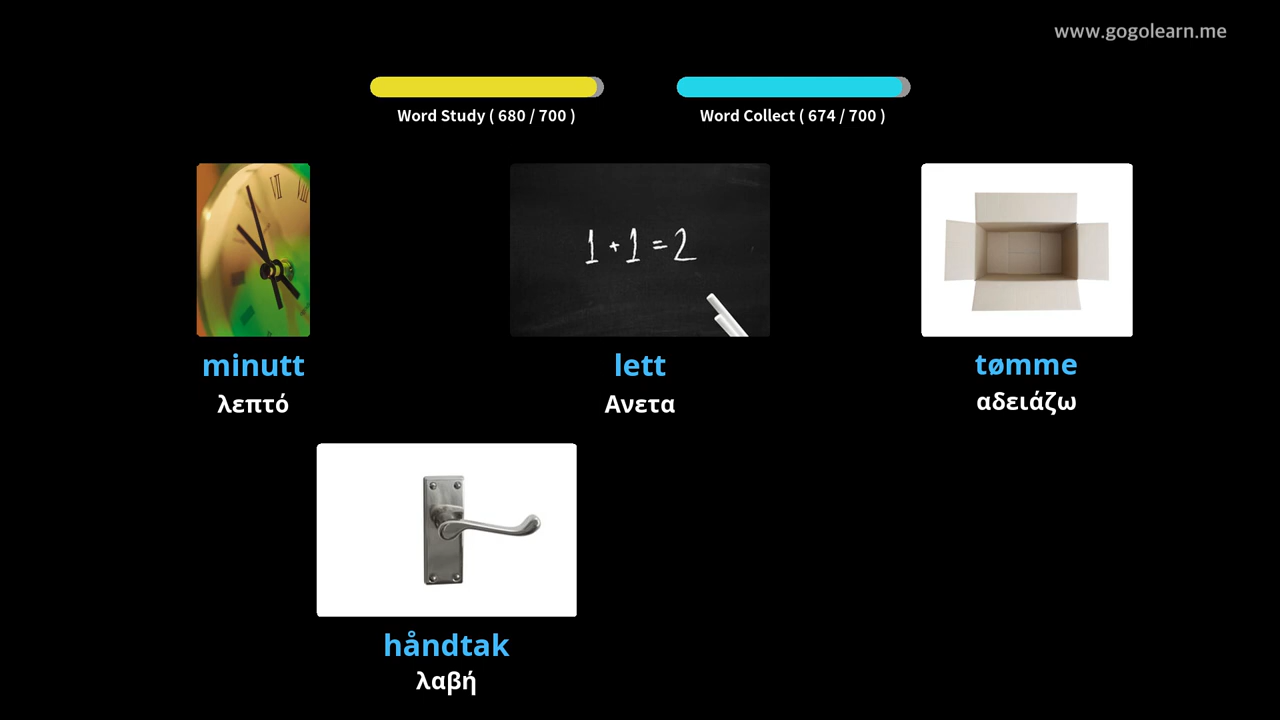 www.gogolearn.me
Word Study ( 680 / 700 )
Word Collect ( 674 / 700 )
1 + 1 = 2
minutt
λεπτό
lett
Ανετα
tømme
αδειάζω
håndtak
λαβή